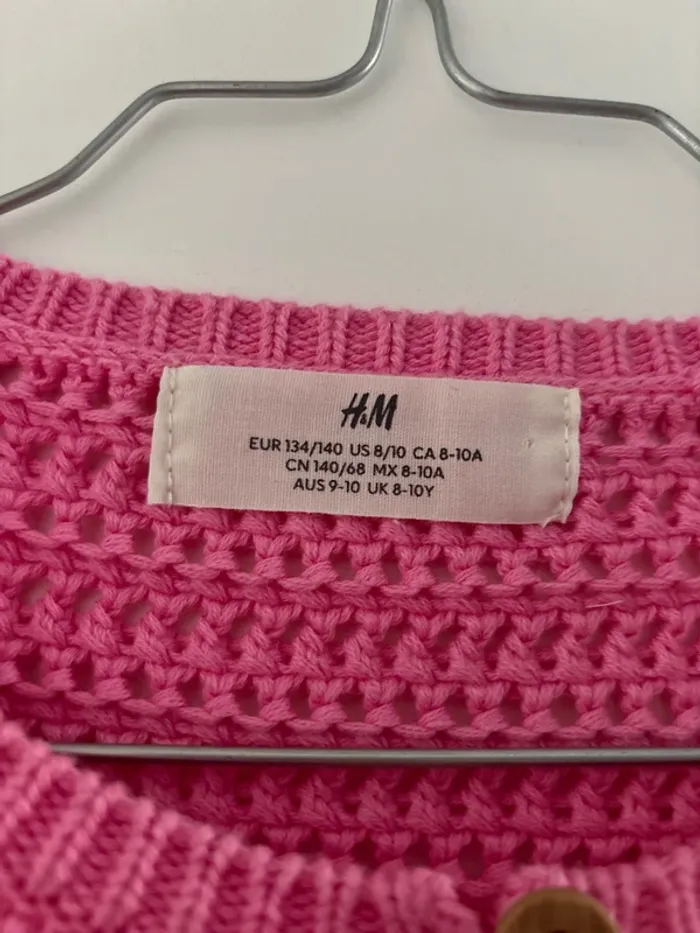 H&M
EUR 134/140 US 8/10 CA 8-10A
CN 140/68 MX 8-10A
AUS 9-10 UK 8-10Y